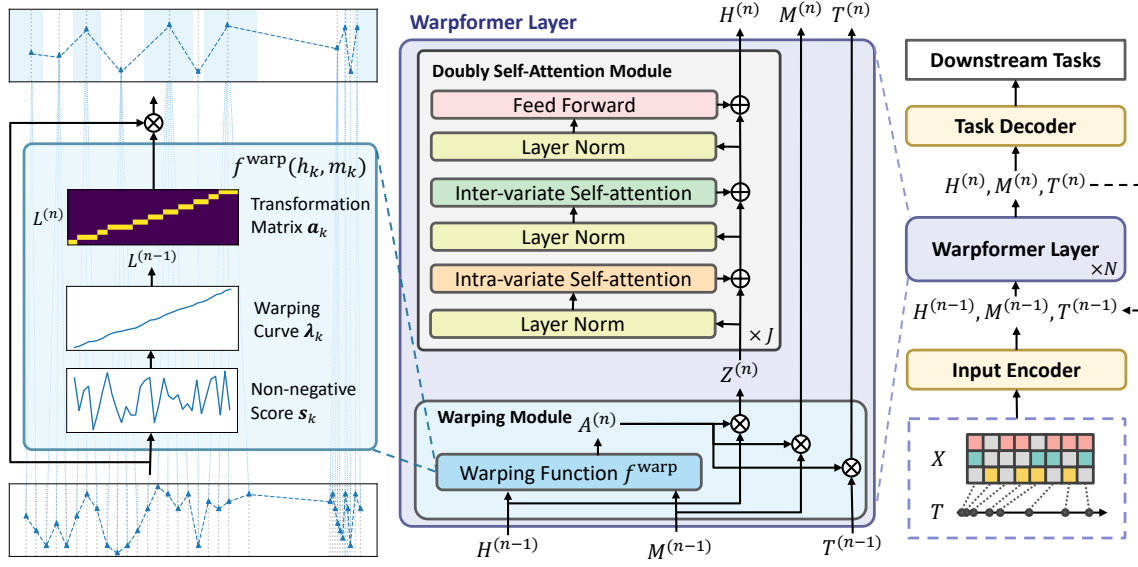 f^warp(h_k, m_k)
L^(n)
Transformation
Matrix a_k
L^(n-1)
Warping
Curve λ_k
Non-negative
Score s_k
Warpformer Layer
H^(n) M^(n) T^(n)
Doubly Self-Attention Module
Feed Forward
Layer Norm
Inter-variate Self-attention
Layer Norm
Intra-variate Self-attention
Layer Norm
× J
Z^(n)
Warping Module
A^(n)
Warping Function f^warp
H^(n-1) M^(n-1) T^(n-1)
Downstream Tasks
Task Decoder
H^(n), M^(n), T^(n)
Warpformer Layer
×N
H^(n-1), M^(n-1), T^(n-1)
Input Encoder
X
T